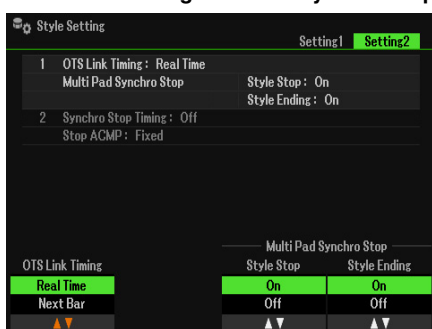 Style Setting
Setting1 Setting2
1 OTS Link Timing : Real Time
Multi Pad Synchro Stop Style Stop : On
Style Ending : On
2 Synchro Stop Timing : Off
Stop ACMP : Fixed
Multi Pad Synchro Stop
OTS Link Timing Style Stop Style Ending
Real Time On On
Next Bar Off Off